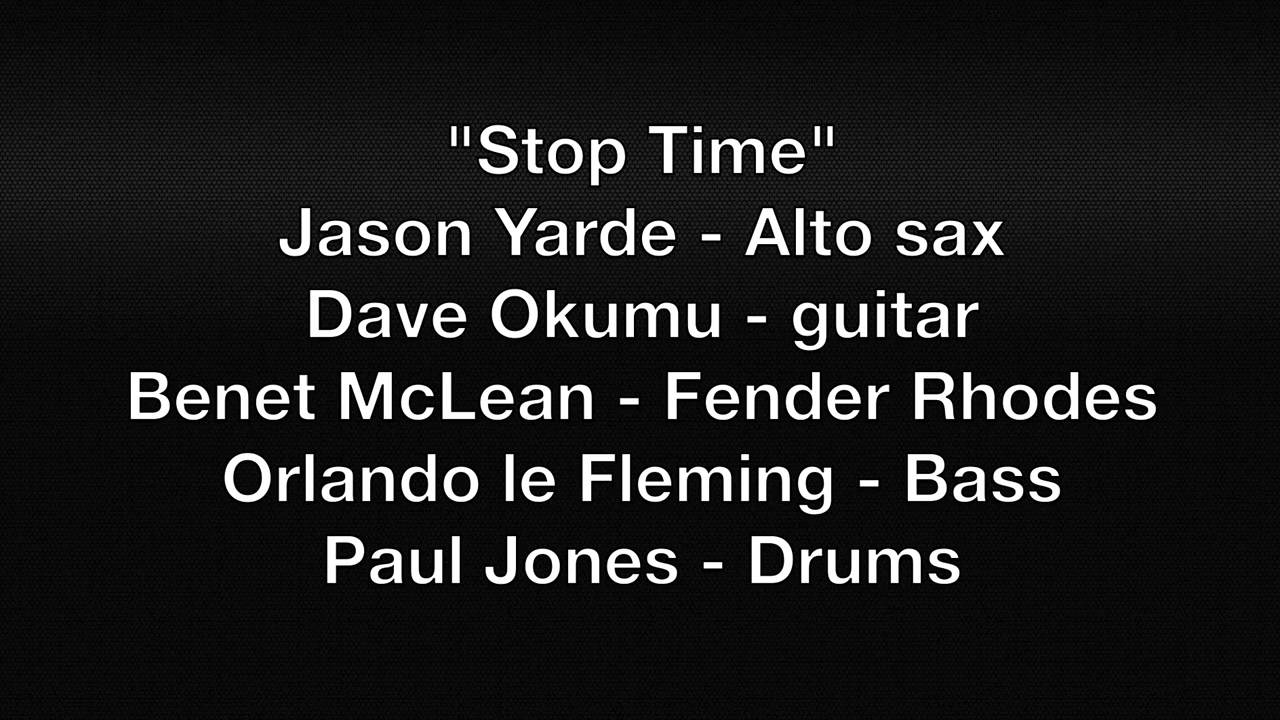 "Stop Time"
Jason Yarde - Alto sax
Dave Okumu - guitar
Benet McLean - Fender Rhodes
Orlando le Fleming - Bass
Paul Jones - Drums